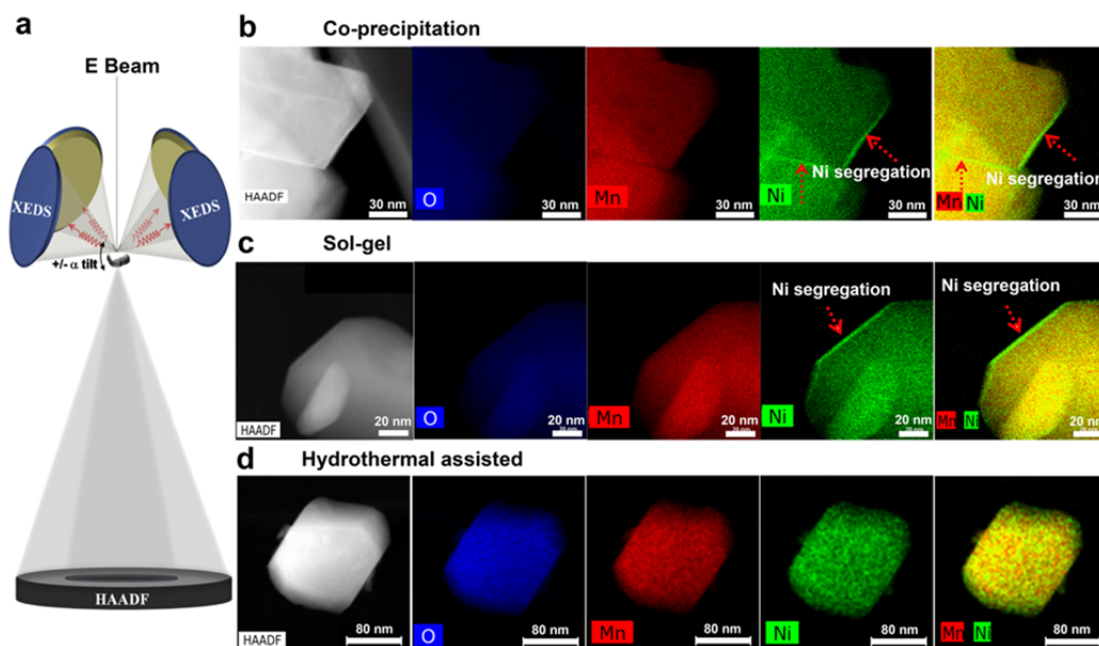 a
E Beam
XEDS
XEDS
+/- α tilt
HAADF
b Co-precipitation
HAADF
30 nm
O
30 nm
Mn
30 nm
Ni segregation
Ni
30 nm
Ni segregation
Mn Ni
30 nm
c Sol-gel
HAADF
20 nm
O
20 nm
Mn
20 nm
Ni segregation
Ni
20 nm
Ni segregation
Mn Ni
20 nm
d Hydrothermal assisted
HAADF
80 nm
O
80 nm
Mn
80 nm
Ni
80 nm
Mn Ni
80 nm